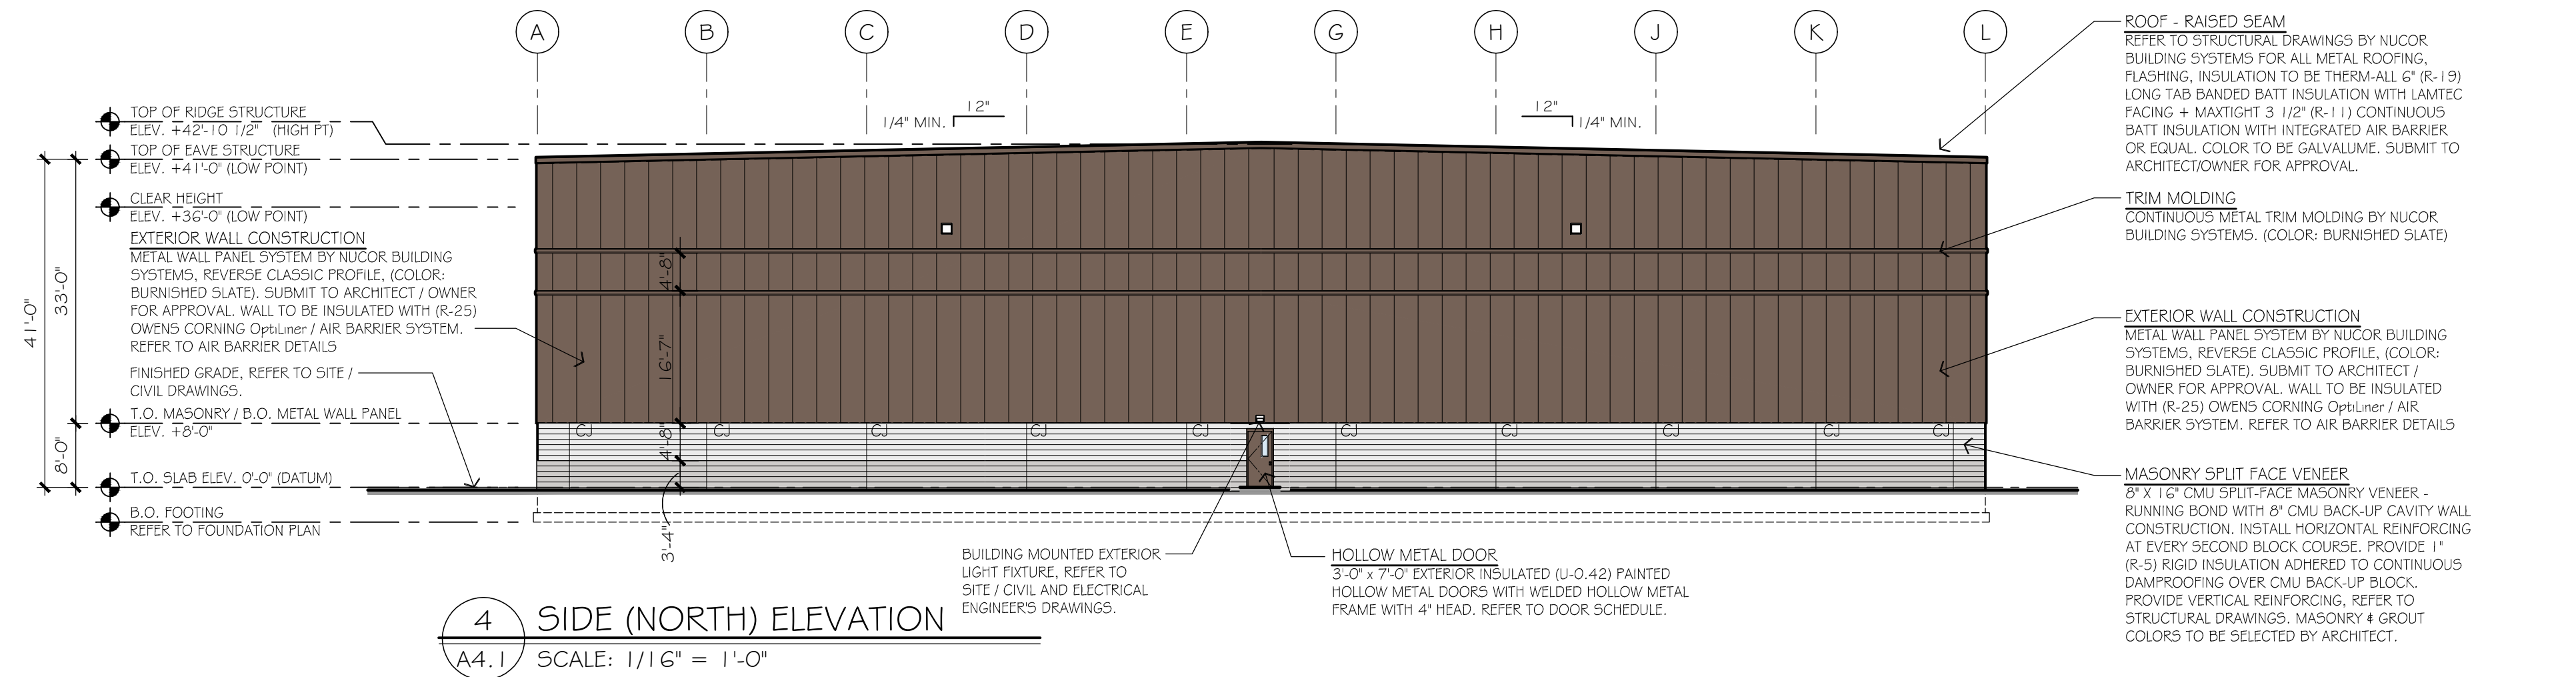 A B C D E G H J K L
12"
1/4" MIN.
12"
1/4" MIN.
TOP OF RIDGE STRUCTURE
ELEV. +42'-10 1/2" (HIGH PT)
TOP OF EAVE STRUCTURE
ELEV. +41'-0" (LOW POINT)
CLEAR HEIGHT
ELEV. +36'-0" (LOW POINT)
EXTERIOR WALL CONSTRUCTION
METAL WALL PANEL SYSTEM BY NUCOR BUILDING
SYSTEMS, REVERSE CLASSIC PROFILE, (COLOR:
BURNISHED SLATE). SUBMIT TO ARCHITECT / OWNER
FOR APPROVAL. WALL TO BE INSULATED WITH (R-25)
OWENS CORNING OptiLiner / AIR BARRIER SYSTEM.
REFER TO AIR BARRIER DETAILS
FINISHED GRADE, REFER TO SITE /
CIVIL DRAWINGS.
T.O. MASONRY / B.O. METAL WALL PANEL
ELEV. +8'-0"
T.O. SLAB ELEV. 0'-0" (DATUM)
B.O. FOOTING
REFER TO FOUNDATION PLAN
41'-0"
33'-0"
8'-0"
4'-8"
16'-7"
4'-8"
3'-4"
CJ CJ CJ CJ CJ CJ CJ CJ CJ CJ
BUILDING MOUNTED EXTERIOR
LIGHT FIXTURE, REFER TO
SITE / CIVIL AND ELECTRICAL
ENGINEER'S DRAWINGS.
HOLLOW METAL DOOR
3'-0" x 7'-0" EXTERIOR INSULATED (U-0.42) PAINTED
HOLLOW METAL DOORS WITH WELDED HOLLOW METAL
FRAME WITH 4" HEAD. REFER TO DOOR SCHEDULE.
ROOF - RAISED SEAM
REFER TO STRUCTURAL DRAWINGS BY NUCOR
BUILDING SYSTEMS FOR ALL METAL ROOFING,
FLASHING, INSULATION TO BE THERM-ALL 6" (R-19)
LONG TAB BANDED BATT INSULATION WITH LAMTEC
FACING + MAXTIGHT 3 1/2" (R-11) CONTINUOUS
BATT INSULATION WITH INTEGRATED AIR BARRIER
OR EQUAL. COLOR TO BE GALVALUME. SUBMIT TO
ARCHITECT/OWNER FOR APPROVAL.
TRIM MOLDING
CONTINUOUS METAL TRIM MOLDING BY NUCOR
BUILDING SYSTEMS. (COLOR: BURNISHED SLATE)
EXTERIOR WALL CONSTRUCTION
METAL WALL PANEL SYSTEM BY NUCOR BUILDING
SYSTEMS, REVERSE CLASSIC PROFILE, (COLOR:
BURNISHED SLATE). SUBMIT TO ARCHITECT /
OWNER FOR APPROVAL. WALL TO BE INSULATED
WITH (R-25) OWENS CORNING OptiLiner / AIR
BARRIER SYSTEM. REFER TO AIR BARRIER DETAILS
MASONRY SPLIT FACE VENEER
8" X 16" CMU SPLIT-FACE MASONRY VENEER -
RUNNING BOND WITH 8" CMU BACK-UP CAVITY WALL
CONSTRUCTION. INSTALL HORIZONTAL REINFORCING
AT EVERY SECOND BLOCK COURSE. PROVIDE 1"
(R-5) RIGID INSULATION ADHERED TO CONTINUOUS
DAMPROOFING OVER CMU BACK-UP BLOCK.
PROVIDE VERTICAL REINFORCING, REFER TO
STRUCTURAL DRAWINGS. MASONRY & GROUT
COLORS TO BE SELECTED BY ARCHITECT.
4 SIDE (NORTH) ELEVATION
A4.1 SCALE: 1/16" = 1'-0"